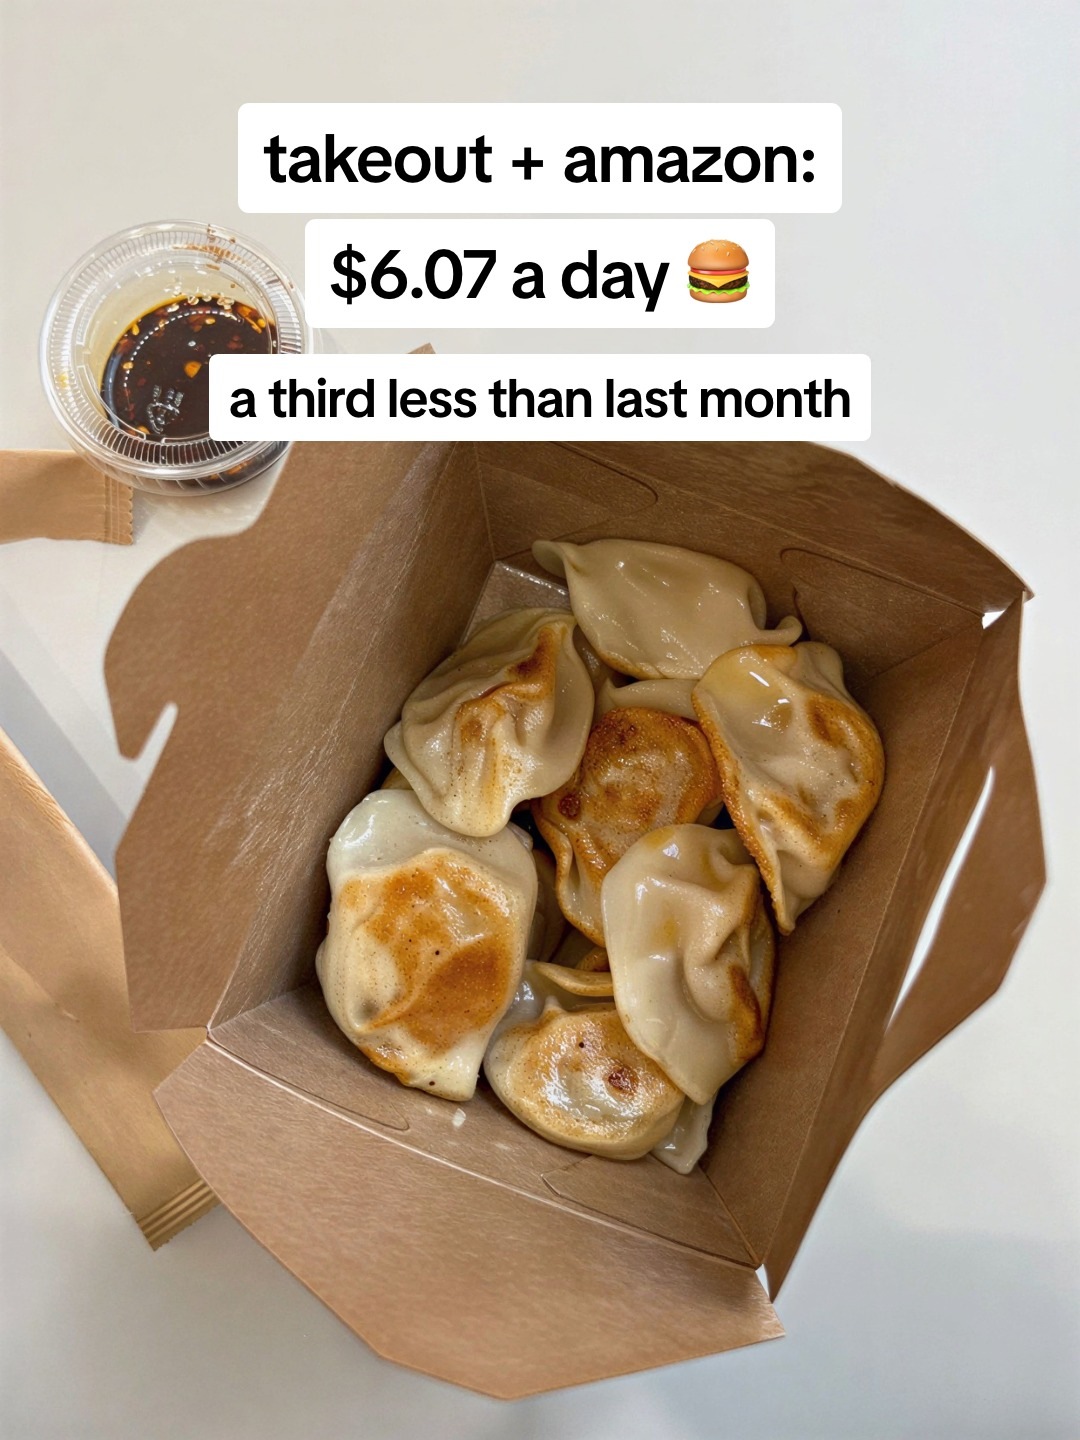 takeout + amazon:
$6.07 a day 🍔
a third less than last month